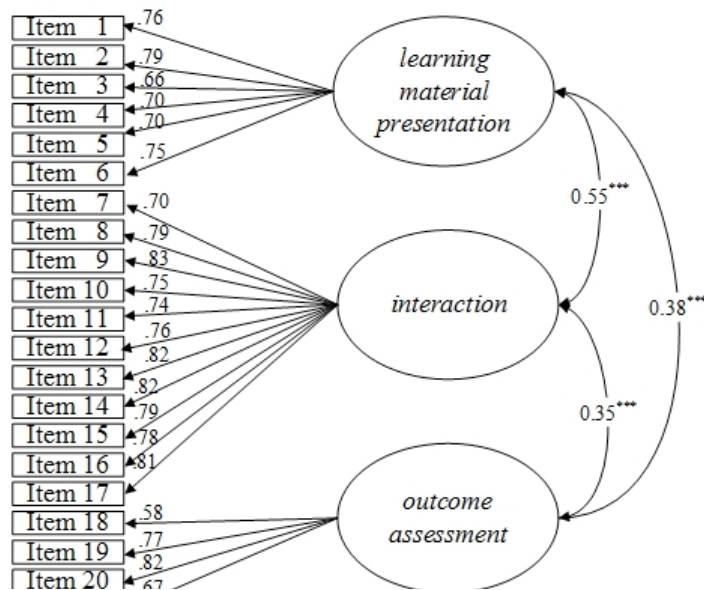 Item 1
.76
Item 2
.79
Item 3
.66
Item 4
.70
Item 5
.70
Item 6
.75
learning
material
presentation
Item 7
.70
Item 8
.79
Item 9
.83
Item 10
.75
Item 11
.74
Item 12
.76
Item 13
.82
Item 14
.82
Item 15
.79
Item 16
.78
Item 17
.81
interaction
Item 18
.58
Item 19
.77
Item 20
.82
.67
outcome
assessment
0.55***
0.38***
0.35***